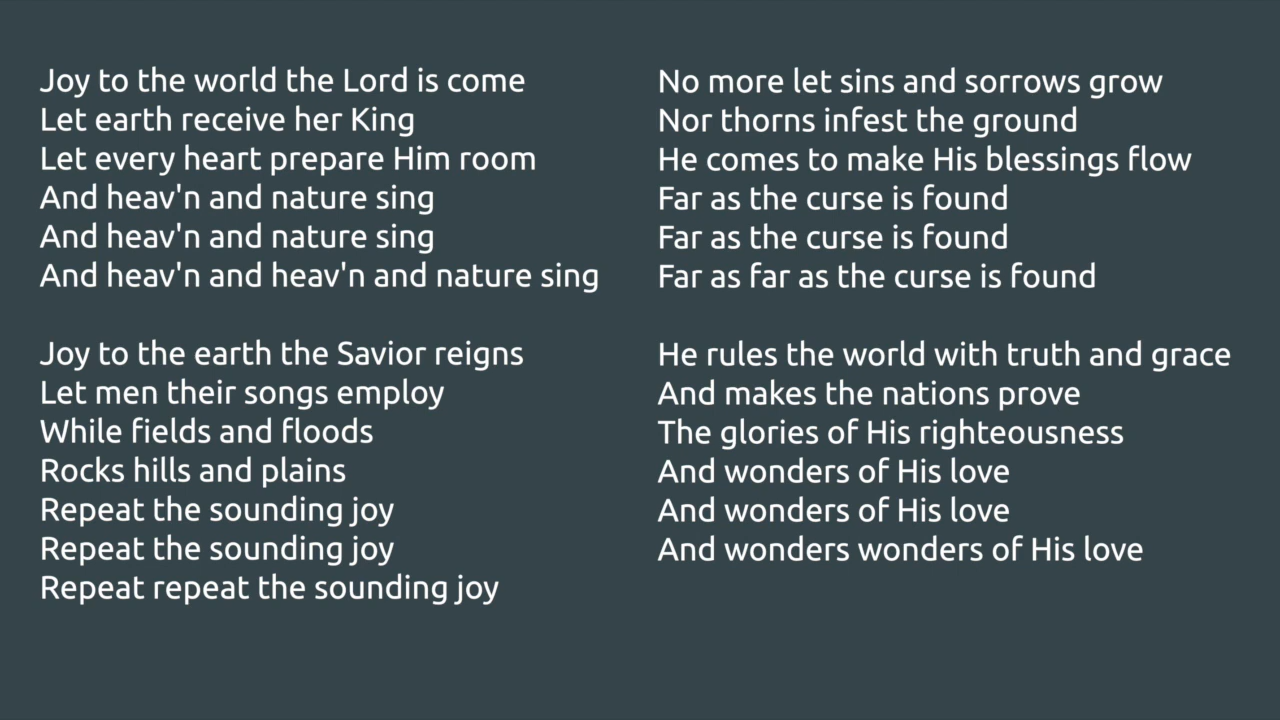 Joy to the world the Lord is come
Let earth receive her King
Let every heart prepare Him room
And heav'n and nature sing
And heav'n and nature sing
And heav'n and heav'n and nature sing

Joy to the earth the Savior reigns
Let men their songs employ
While fields and floods
Rocks hills and plains
Repeat the sounding joy
Repeat the sounding joy
Repeat repeat the sounding joy

No more let sins and sorrows grow
Nor thorns infest the ground
He comes to make His blessings flow
Far as the curse is found
Far as the curse is found
Far as far as the curse is found

He rules the world with truth and grace
And makes the nations prove
The glories of His righteousness
And wonders of His love
And wonders of His love
And wonders wonders of His love